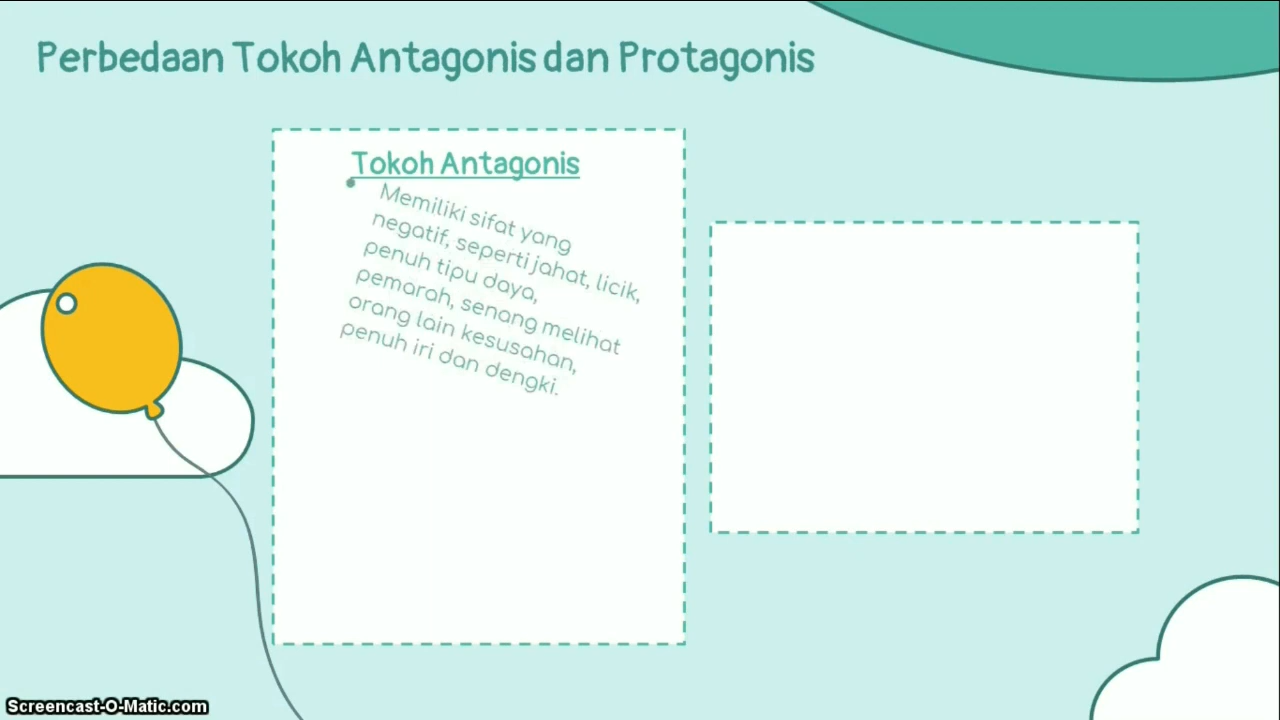 Perbedaan Tokoh Antagonis dan Protagonis
Tokoh Antagonis
Memiliki sifat yang
negatif, seperti jahat, licik,
penuh tipu daya,
pemarah, senang melihat
orang lain kesusahan,
penuh iri dan dengki.
Screencast-O-Matic.com